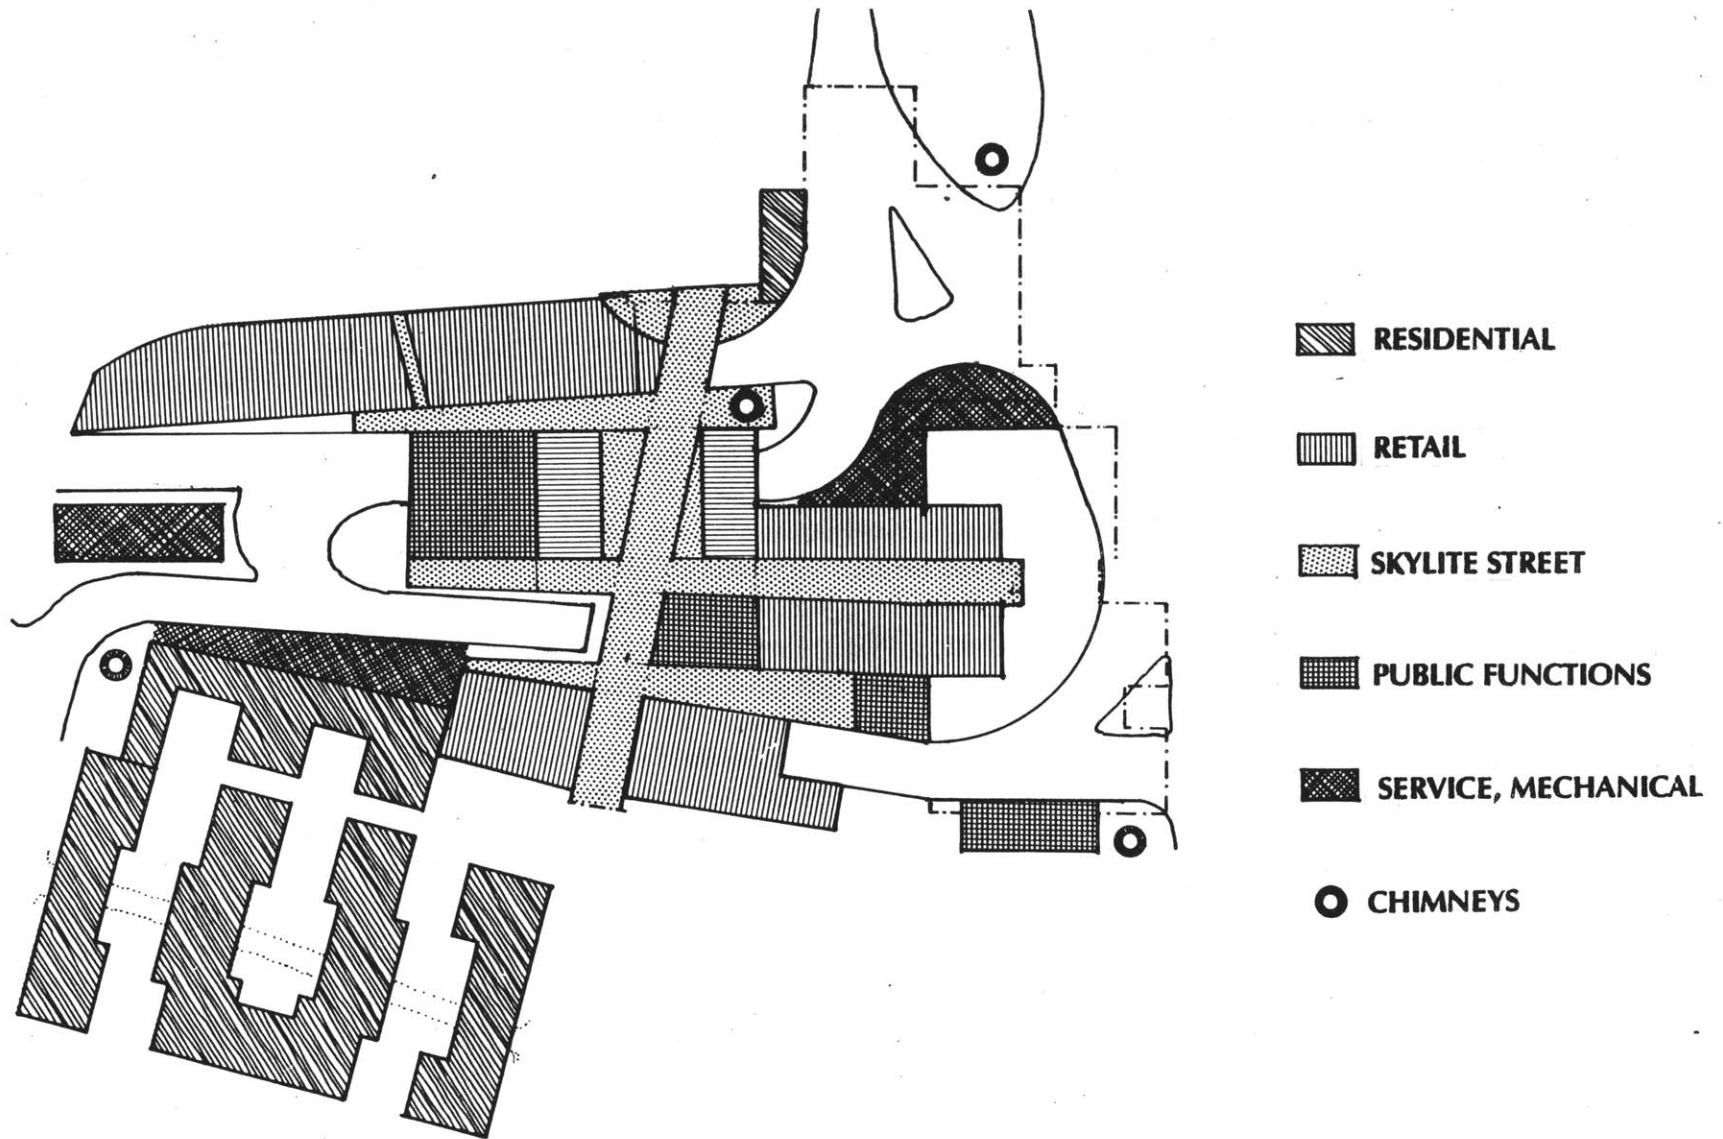 RESIDENTIAL
RETAIL
SKYLITE STREET
PUBLIC FUNCTIONS
SERVICE, MECHANICAL
CHIMNEYS